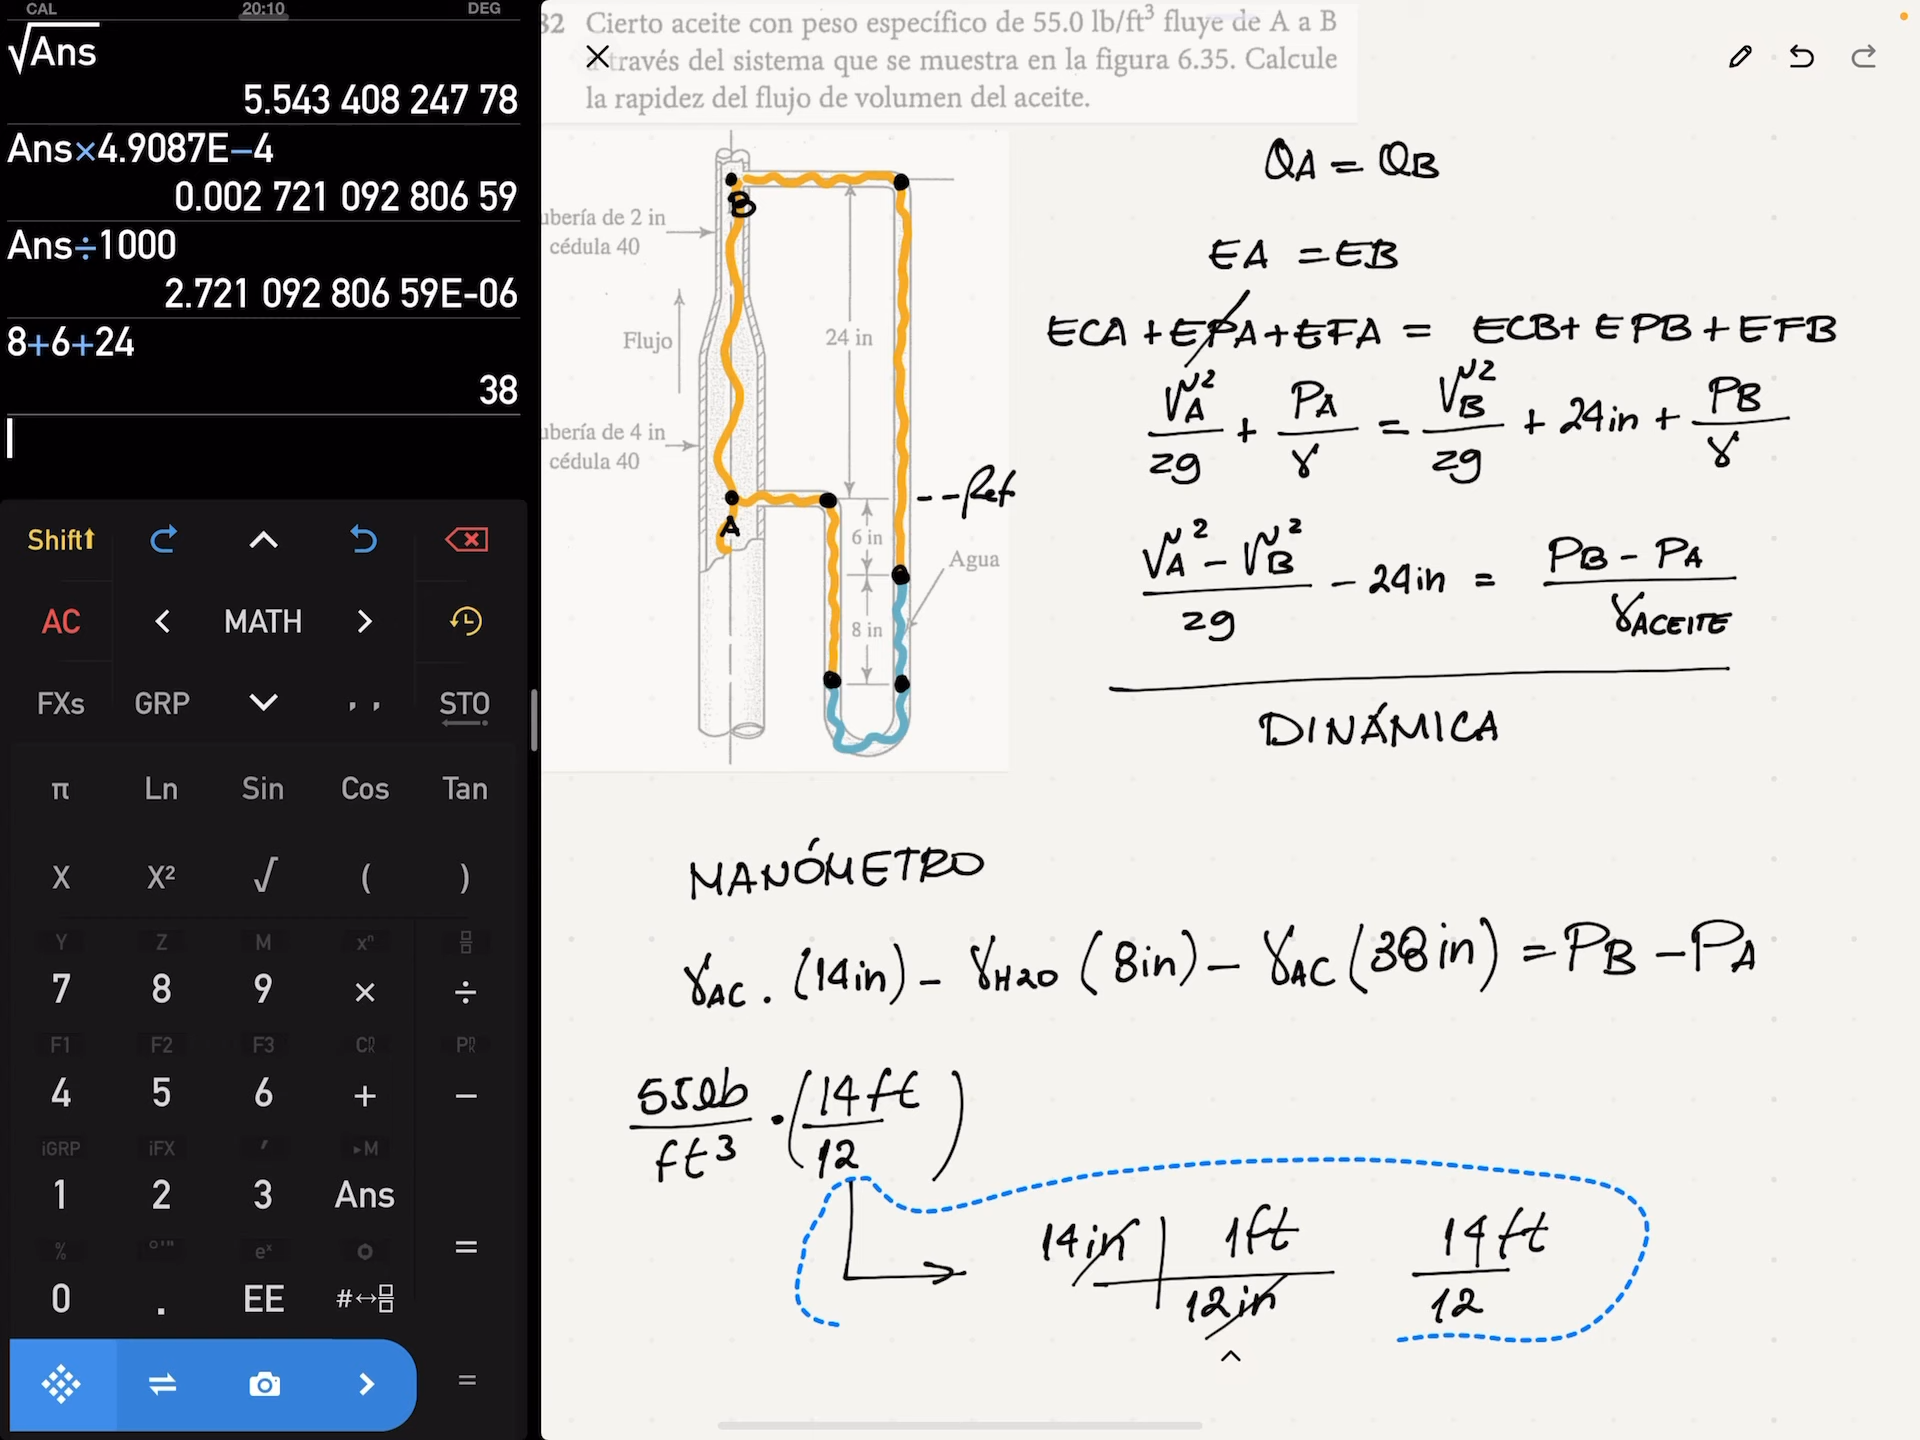 CAL 20:10 DEG
√Ans
5.543 408 247 78
Ans×4.9087E−4
0.002 721 092 806 59
Ans÷1000
2.721 092 806 59E-06
8+6+24
38
Shift
AC < MATH > 
FXs GRP STO
π Ln Sin Cos Tan
X X² √ ( )
Y Z M xⁿ
7 8 9 × ÷
F1 F2 F3 CR PR
4 5 6 + −
iGRP iFX ′ ▸M
1 2 3 Ans
% °′″ eˣ
=
0 . EE #↔
=
32 Cierto aceite con peso específico de 55.0 lb/ft³ fluye de A a B
a través del sistema que se muestra en la figura 6.35. Calcule
la rapidez del flujo de volumen del aceite.
B
ubería de 2 in
cédula 40
24 in
Flujo
ubería de 4 in
cédula 40
A
--Ref
6 in
Agua
8 in
QA = QB
EA = EB
ECA + EPA + EFA = ECB + EPB + EFB
VA²/2g + PA/γ = VB²/2g + 24in + PB/γ
VA² − VB²/2g − 24in = PB − PA/γACEITE
DINÁMICA
MANÓMETRO
γAC . (14in) − γH2O (8in) − γAC (38in) = PB − PA
55lb/ft³ · (14ft/12)
14in | 1ft/12in 14ft/12